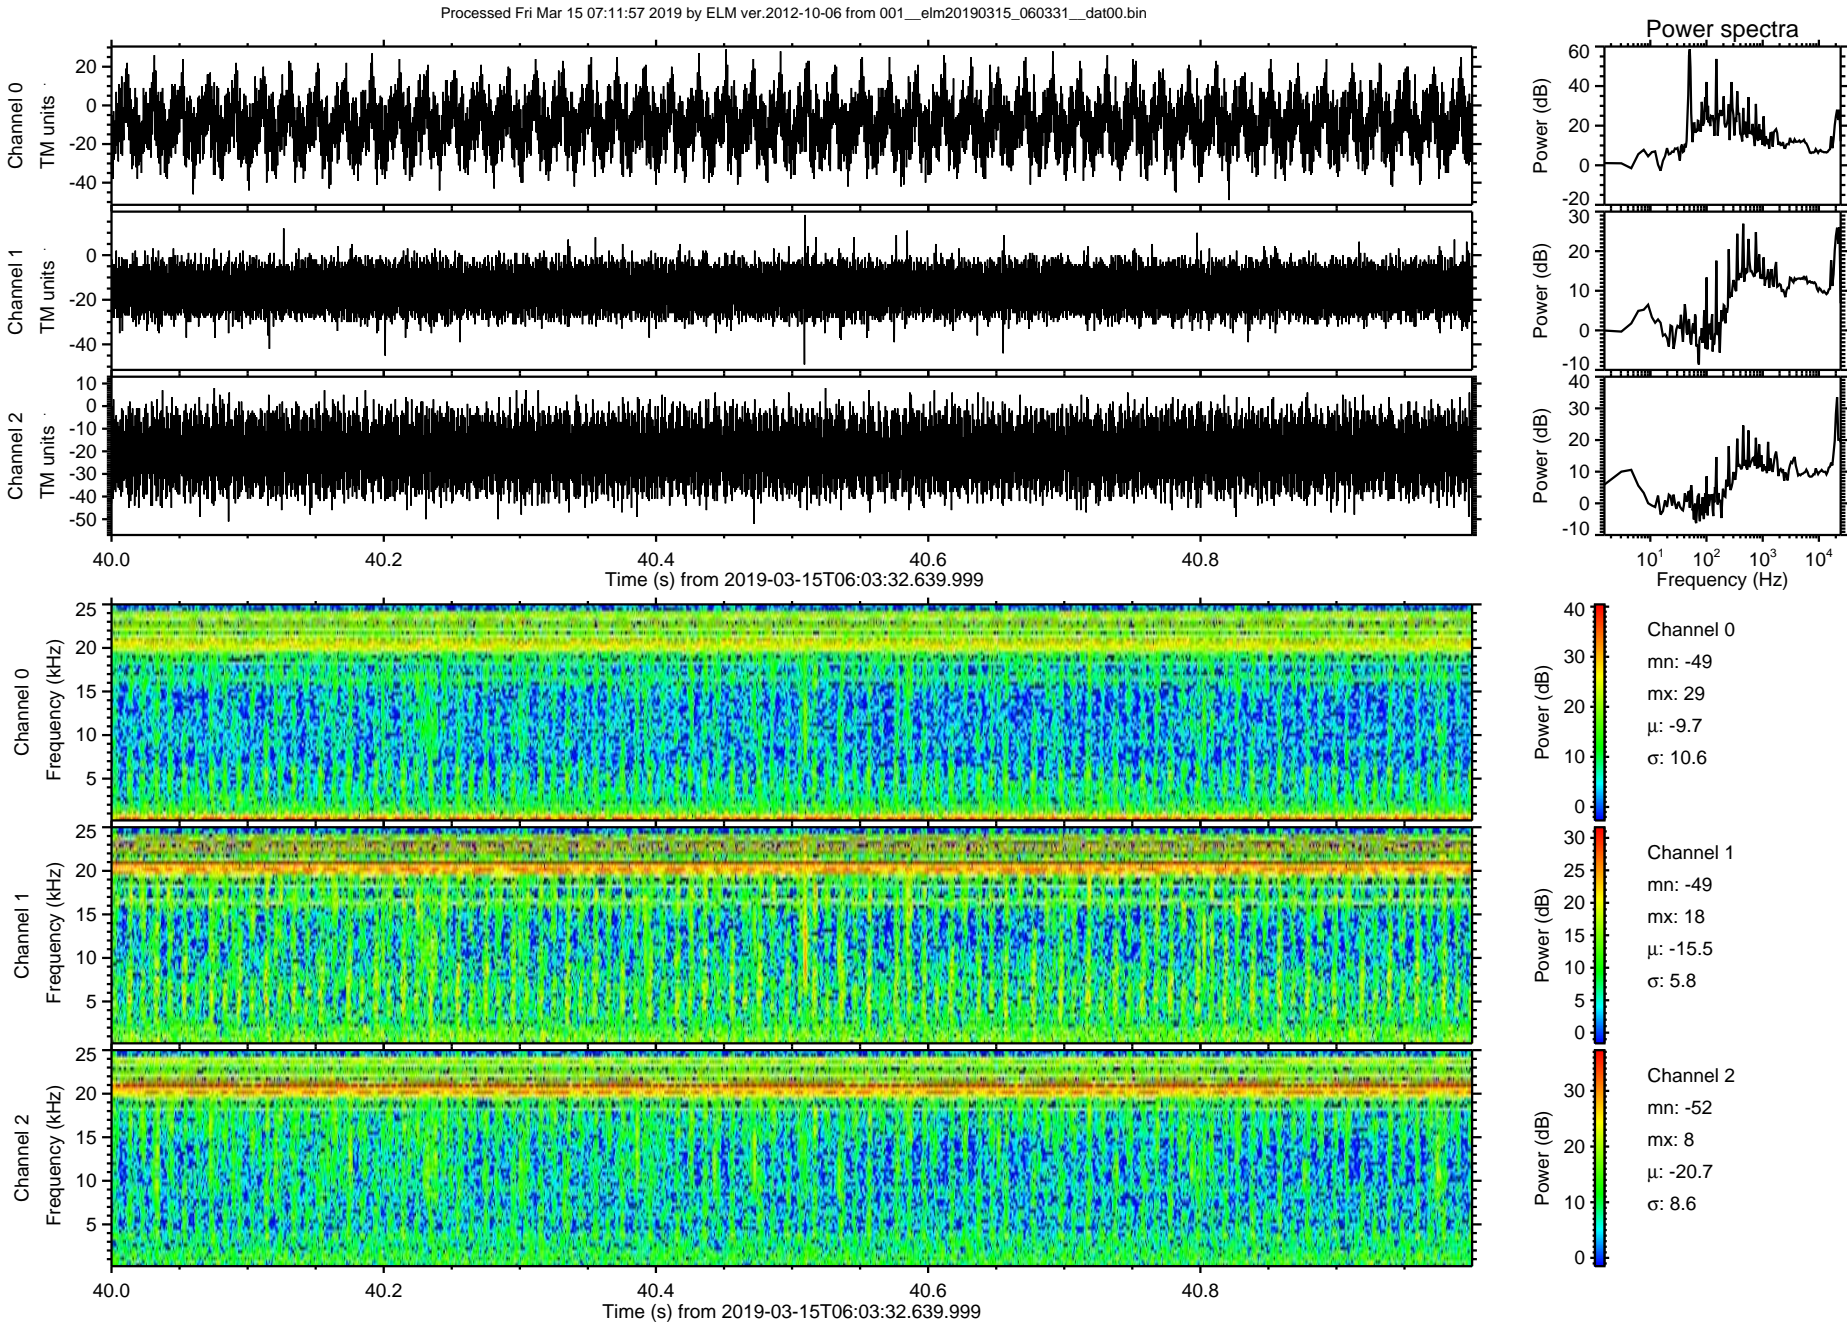 Processed Fri Mar 15 07:11:57 2019 by ELM ver.2012-10-06 from 001__elm20190315_060331__dat00.bin
Power spectra
Channel 0
TM units
20
0
-20
-40
Power (dB)
60
40
20
0
-20
Channel 1
TM units
0
-20
-40
Power (dB)
30
20
10
0
-10
Channel 2
TM units
10
0
-10
-20
-30
-40
-50
Power (dB)
40
30
20
10
0
-10
40.0 40.2 40.4 40.6 40.8
Time (s) from 2019-03-15T06:03:32.639.999
10¹ 10² 10³ 10⁴
Frequency (Hz)
Channel 0
Frequency (kHz)
25
20
15
10
5
Power (dB)
40
30
20
10
0
Channel 0
mn: -49
mx: 29
μ: -9.7
σ: 10.6
Channel 1
Frequency (kHz)
25
20
15
10
5
Power (dB)
30
25
20
15
10
5
0
Channel 1
mn: -49
mx: 18
μ: -15.5
σ: 5.8
Channel 2
Frequency (kHz)
25
20
15
10
5
Power (dB)
30
20
10
0
Channel 2
mn: -52
mx: 8
μ: -20.7
σ: 8.6
40.0 40.2 40.4 40.6 40.8
Time (s) from 2019-03-15T06:03:32.639.999